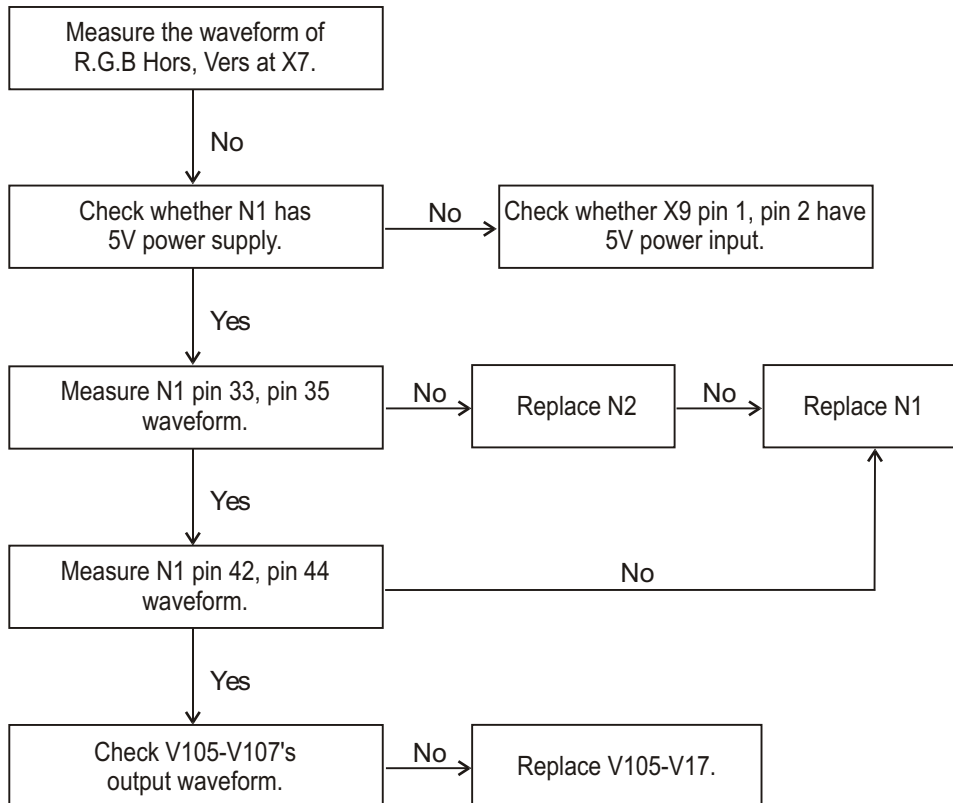 Measure the waveform of
R.G.B Hors, Vers at X7.
No
Check whether N1 has
5V power supply.
No
Check whether X9 pin 1, pin 2 have
5V power input.
Yes
Measure N1 pin 33, pin 35
waveform.
No
Replace N2
No
Replace N1
Yes
Measure N1 pin 42, pin 44
waveform.
No
Yes
Check V105-V107's
output waveform.
No
Replace V105-V17.